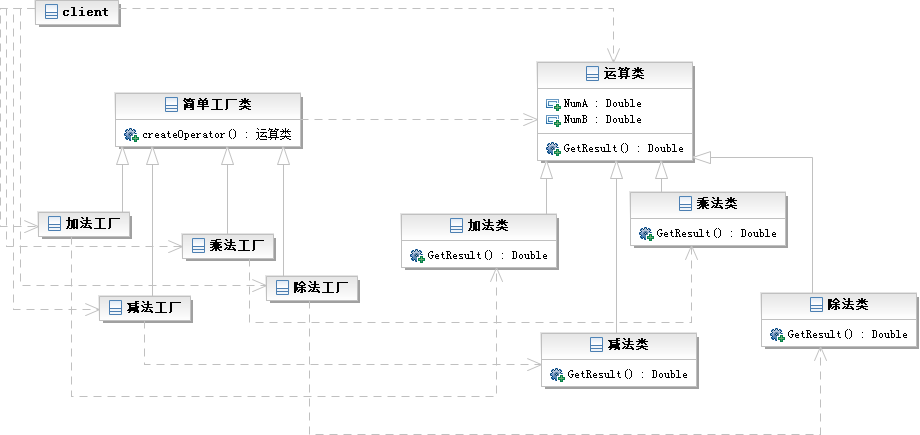 client
运算类
NumA : Double
NumB : Double
GetResult() : Double
简单工厂类
createOperator() : 运算类
加法工厂
乘法工厂
除法工厂
减法工厂
加法类
GetResult() : Double
乘法类
GetResult() : Double
减法类
GetResult() : Double
除法类
GetResult() : Double